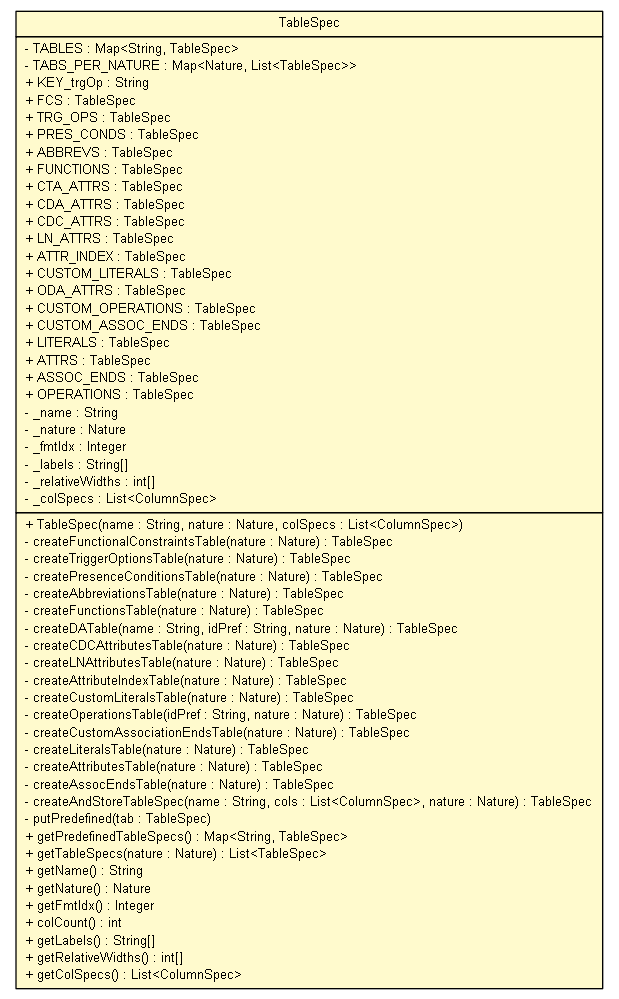 TableSpec
- TABLES : Map<String, TableSpec>
- TABS_PER_NATURE : Map<Nature, List<TableSpec>>
+ KEY_trgOp : String
+ FCS : TableSpec
+ TRG_OPS : TableSpec
+ PRES_CONDS : TableSpec
+ ABBREVS : TableSpec
+ FUNCTIONS : TableSpec
+ CTA_ATTRS : TableSpec
+ CDA_ATTRS : TableSpec
+ CDC_ATTRS : TableSpec
+ LN_ATTRS : TableSpec
+ ATTR_INDEX : TableSpec
+ CUSTOM_LITERALS : TableSpec
+ ODA_ATTRS : TableSpec
+ CUSTOM_OPERATIONS : TableSpec
+ CUSTOM_ASSOC_ENDS : TableSpec
+ LITERALS : TableSpec
+ ATTRS : TableSpec
+ ASSOC_ENDS : TableSpec
+ OPERATIONS : TableSpec
- _name : String
- _nature : Nature
- _fmtIdx : Integer
- _labels : String[]
- _relativeWidths : int[]
- _colSpecs : List<ColumnSpec>
+ TableSpec(name : String, nature : Nature, colSpecs : List<ColumnSpec>)
- createFunctionalConstraintsTable(nature : Nature) : TableSpec
- createTriggerOptionsTable(nature : Nature) : TableSpec
- createPresenceConditionsTable(nature : Nature) : TableSpec
- createAbbreviationsTable(nature : Nature) : TableSpec
- createFunctionsTable(nature : Nature) : TableSpec
- createDATable(name : String, idPref : String, nature : Nature) : TableSpec
- createCDCAttributesTable(nature : Nature) : TableSpec
- createLNAttributesTable(nature : Nature) : TableSpec
- createAttributeIndexTable(nature : Nature) : TableSpec
- createCustomLiteralsTable(nature : Nature) : TableSpec
- createOperationsTable(idPref : String, nature : Nature) : TableSpec
- createCustomAssociationEndsTable(nature : Nature) : TableSpec
- createLiteralsTable(nature : Nature) : TableSpec
- createAttributesTable(nature : Nature) : TableSpec
- createAssocEndsTable(nature : Nature) : TableSpec
- createAndStoreTableSpec(name : String, cols : List<ColumnSpec>, nature : Nature) : TableSpec
- putPredefined(tab : TableSpec)
+ getPredefinedTableSpecs() : Map<String, TableSpec>
+ getTableSpecs(nature : Nature) : List<TableSpec>
+ getName() : String
+ getNature() : Nature
+ getFmtIdx() : Integer
+ colCount() : int
+ getLabels() : String[]
+ getRelativeWidths() : int[]
+ getColSpecs() : List<ColumnSpec>